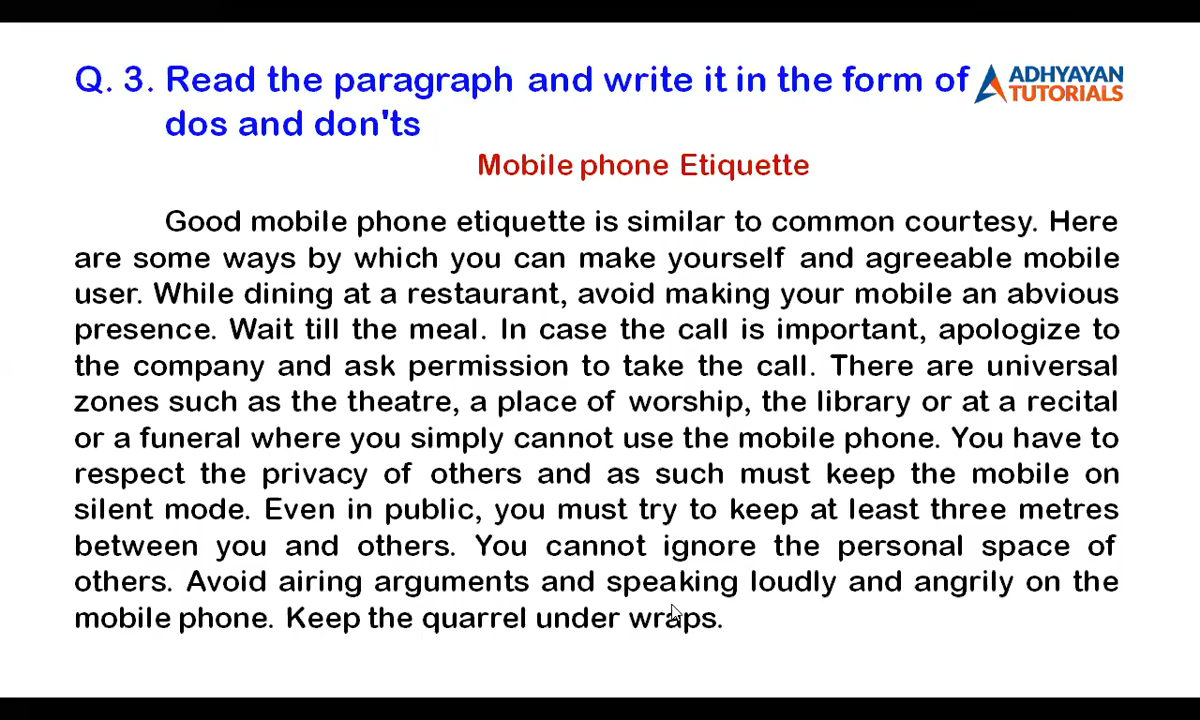 Q. 3. Read the paragraph and write it in the form of
dos and don'ts
ADHYAYAN
TUTORIALS
Mobile phone Etiquette
Good mobile phone etiquette is similar to common courtesy. Here
are some ways by which you can make yourself and agreeable mobile
user. While dining at a restaurant, avoid making your mobile an abvious
presence. Wait till the meal. In case the call is important, apologize to
the company and ask permission to take the call. There are universal
zones such as the theatre, a place of worship, the library or at a recital
or a funeral where you simply cannot use the mobile phone. You have to
respect the privacy of others and as such must keep the mobile on
silent mode. Even in public, you must try to keep at least three metres
between you and others. You cannot ignore the personal space of
others. Avoid airing arguments and speaking loudly and angrily on the
mobile phone. Keep the quarrel under wraps.